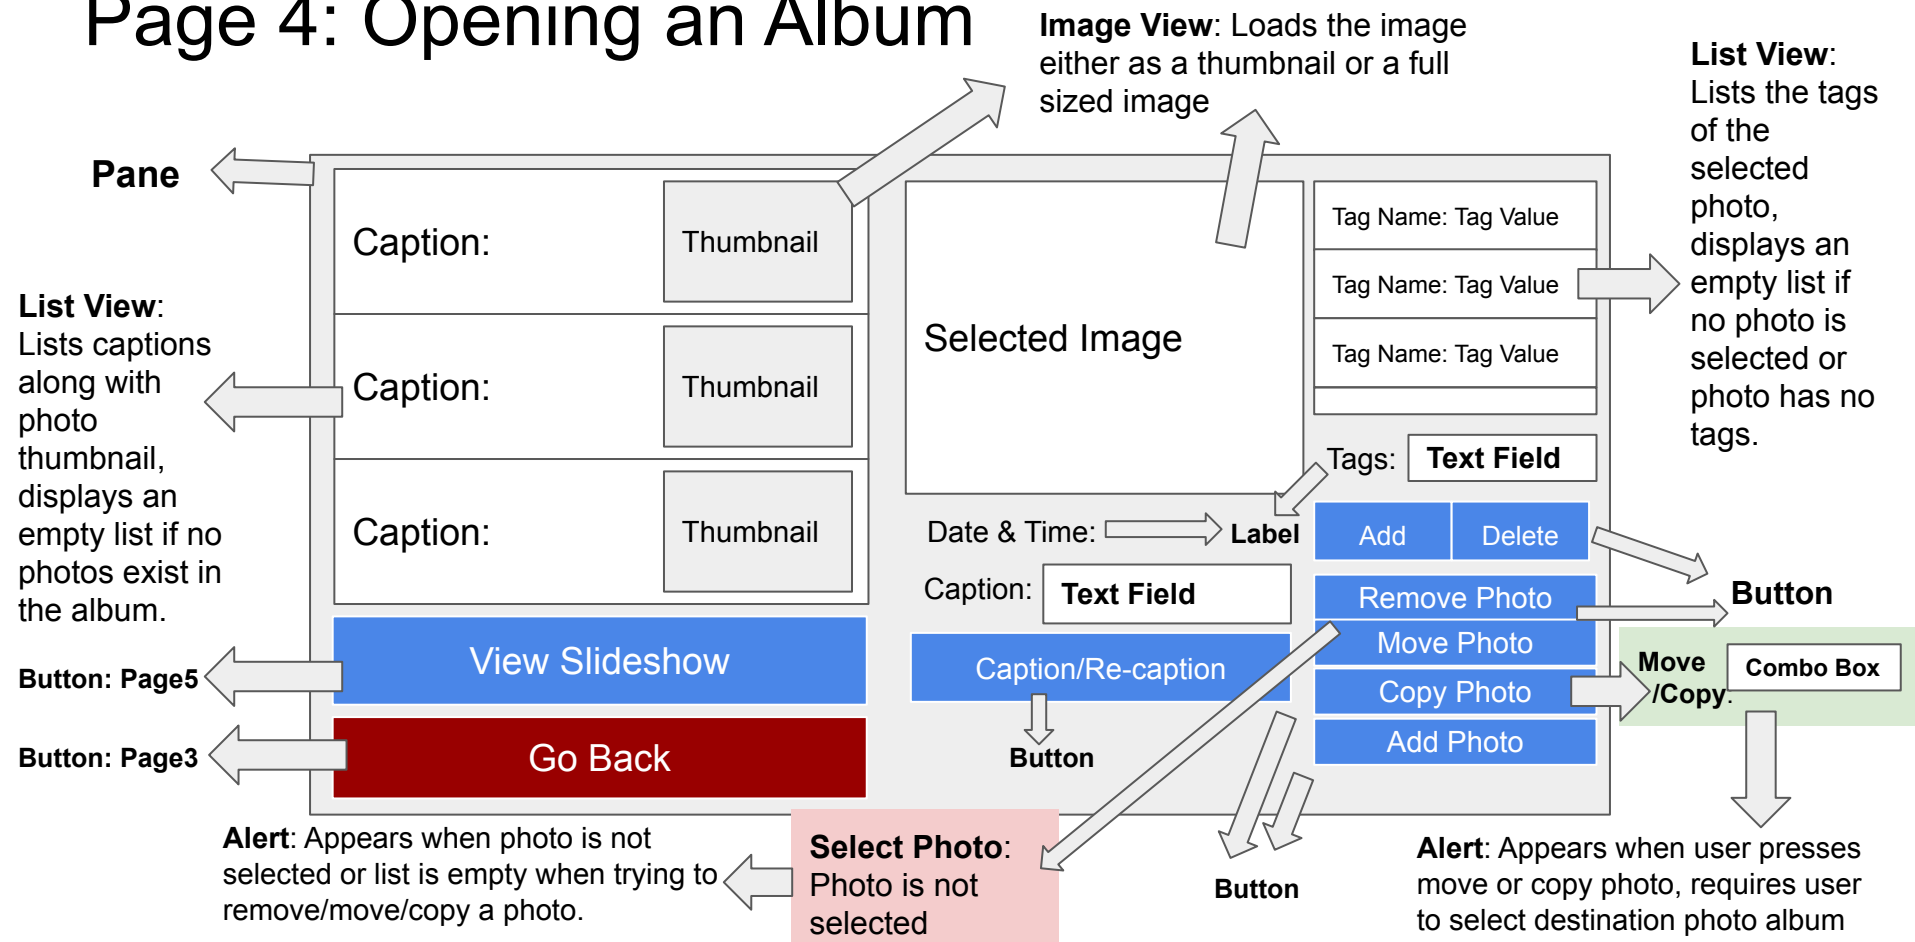 Page 4: Opening an Album
Image View: Loads the image
either as a thumbnail or a full
sized image
List View:
Lists the tags
of the
selected
photo,
displays an
empty list if
no photo is
selected or
photo has no
tags.
Pane
List View:
Lists captions
along with
photo
thumbnail,
displays an
empty list if no
photos exist in
the album.
Button: Page5
Button: Page3
Caption:
Thumbnail
Caption:
Thumbnail
Caption:
Thumbnail
View Slideshow
Go Back
Selected Image
Date & Time:
Label
Caption:
Text Field
Caption/Re-caption
Button
Tag Name: Tag Value
Tag Name: Tag Value
Tag Name: Tag Value
Tags:
Text Field
Add
Delete
Remove Photo
Move Photo
Copy Photo
Add Photo
Button
Move
/Copy:
Combo Box
Alert: Appears when photo is not
selected or list is empty when trying to
remove/move/copy a photo.
Select Photo:
Photo is not
selected
Button
Alert: Appears when user presses
move or copy photo, requires user
to select destination photo album